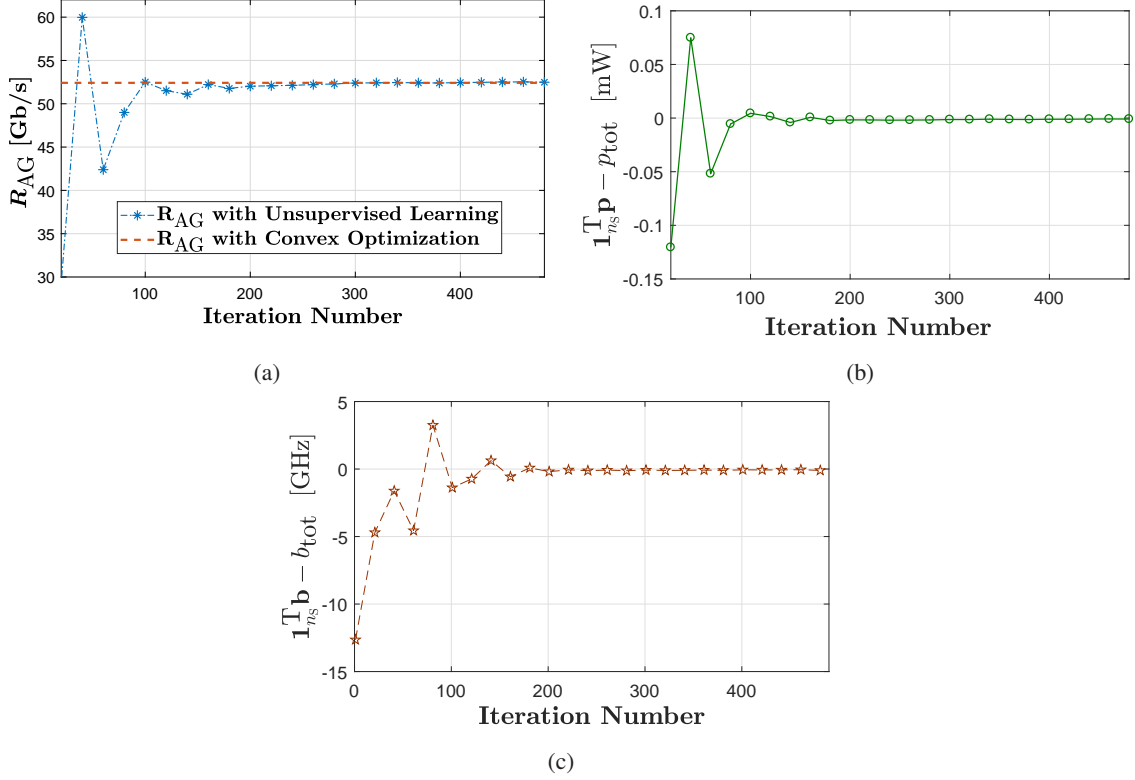 60
55
50
45
40
35
30
R_AG [Gb/s]
R_AG with Unsupervised Learning
R_AG with Convex Optimization
100 200 300 400
Iteration Number
(a)
0.1
0.05
0
-0.05
-0.1
-0.15
1^T_{n_S} p − p_tot [mW]
100 200 300 400
Iteration Number
(b)
5
0
-5
-10
-15
1^T_{n_S} b − b_tot [GHz]
0 100 200 300 400
Iteration Number
(c)